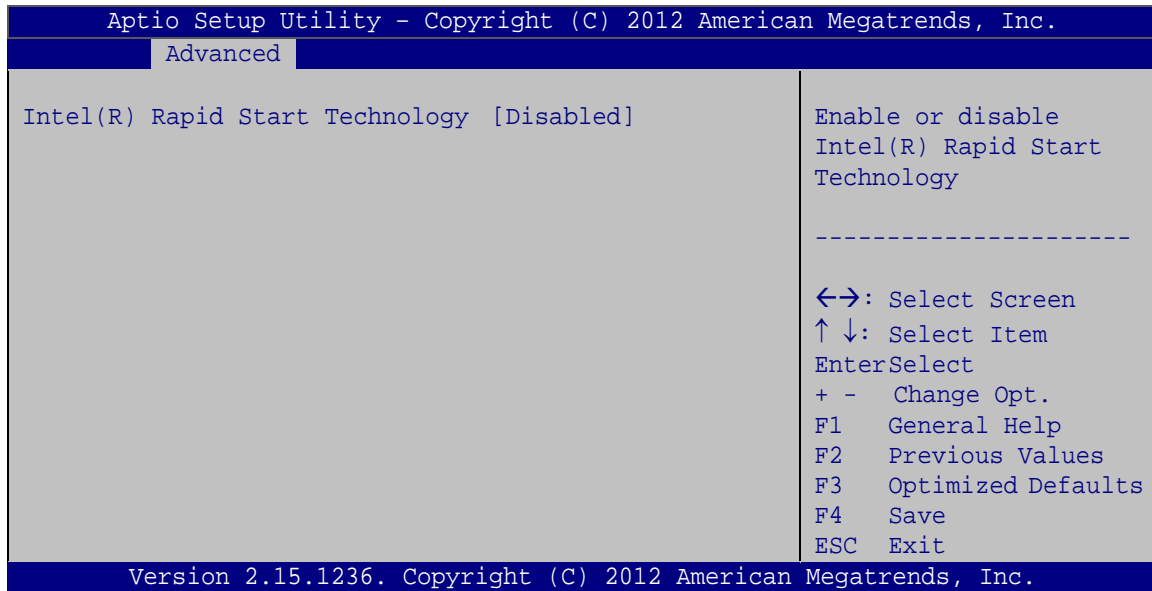 Aptio Setup Utility – Copyright (C) 2012 American Megatrends, Inc.
Advanced
Intel(R) Rapid Start Technology [Disabled]
Enable or disable
Intel(R) Rapid Start
Technology
----------------------
←→: Select Screen
↑ ↓: Select Item
EnterSelect
+ - Change Opt.
F1 General Help
F2 Previous Values
F3 Optimized Defaults
F4 Save
ESC Exit
Version 2.15.1236. Copyright (C) 2012 American Megatrends, Inc.